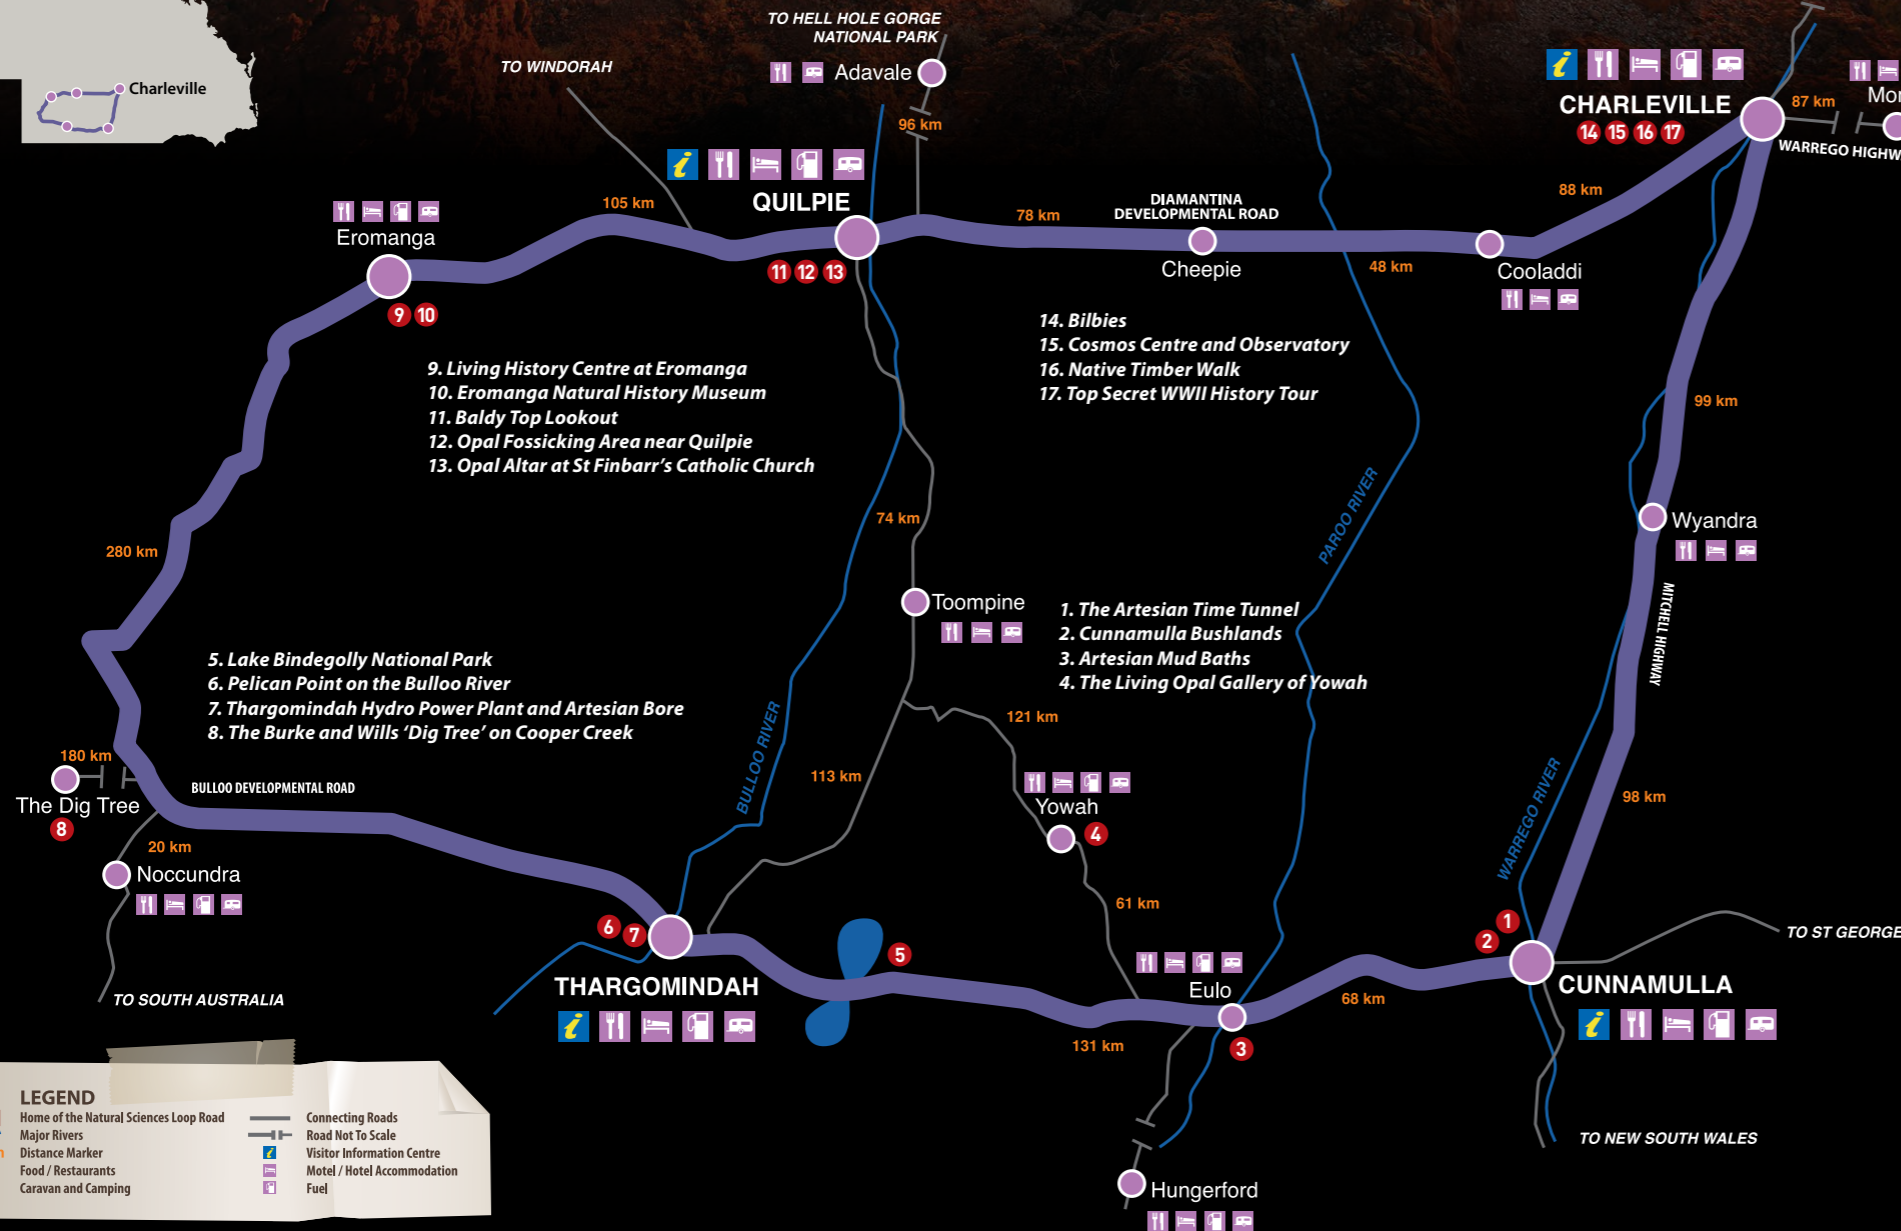 TO HELL HOLE GORGE
NATIONAL PARK
TO WINDORAH
Adavale
96 km
Charleville
CHARLEVILLE
14 15 16 17
87 km
WARREGO
88 km
QUILPIE
11 12 13
105 km
Eromanga
9 10
78 km
DIAMANTINA
DEVELOPMENTAL ROAD
Cheepie
48 km
Cooladdi
14. Bilbies
15. Cosmos Centre and Observatory
16. Native Timber Walk
17. Top Secret WWII History Tour
9. Living History Centre at Eromanga
10. Eromanga Natural History Museum
11. Baldy Top Lookout
12. Opal Fossicking Area near Quilpie
13. Opal Altar at St Finbarr's Catholic Church
99 km
74 km
PAROO RIVER
Wyandra
280 km
MITCHELL HIGHWAY
Toompine
1. The Artesian Time Tunnel
2. Cunnamulla Bushlands
3. Artesian Mud Baths
4. The Living Opal Gallery of Yowah
5. Lake Bindegolly National Park
6. Pelican Point on the Bulloo River
7. Thargomindah Hydro Power Plant and Artesian Bore
8. The Burke and Wills ‘Dig Tree’ on Cooper Creek
121 km
BULLOO RIVER
113 km
180 km
The Dig Tree
8
BULLOO DEVELOPMENTAL ROAD
20 km
Noccundra
Yowah
4
98 km
WARREGO RIVER
61 km
6 7
THARGOMINDAH
5
Eulo
3
131 km
68 km
1
2
CUNNAMULLA
TO ST GEORGE
TO SOUTH AUSTRALIA
TO NEW SOUTH WALES
Hungerford
LEGEND
Home of the Natural Sciences Loop Road
Major Rivers
Distance Marker
Food / Restaurants
Caravan and Camping
Connecting Roads
Road Not To Scale
Visitor Information Centre
Motel / Hotel Accommodation
Fuel